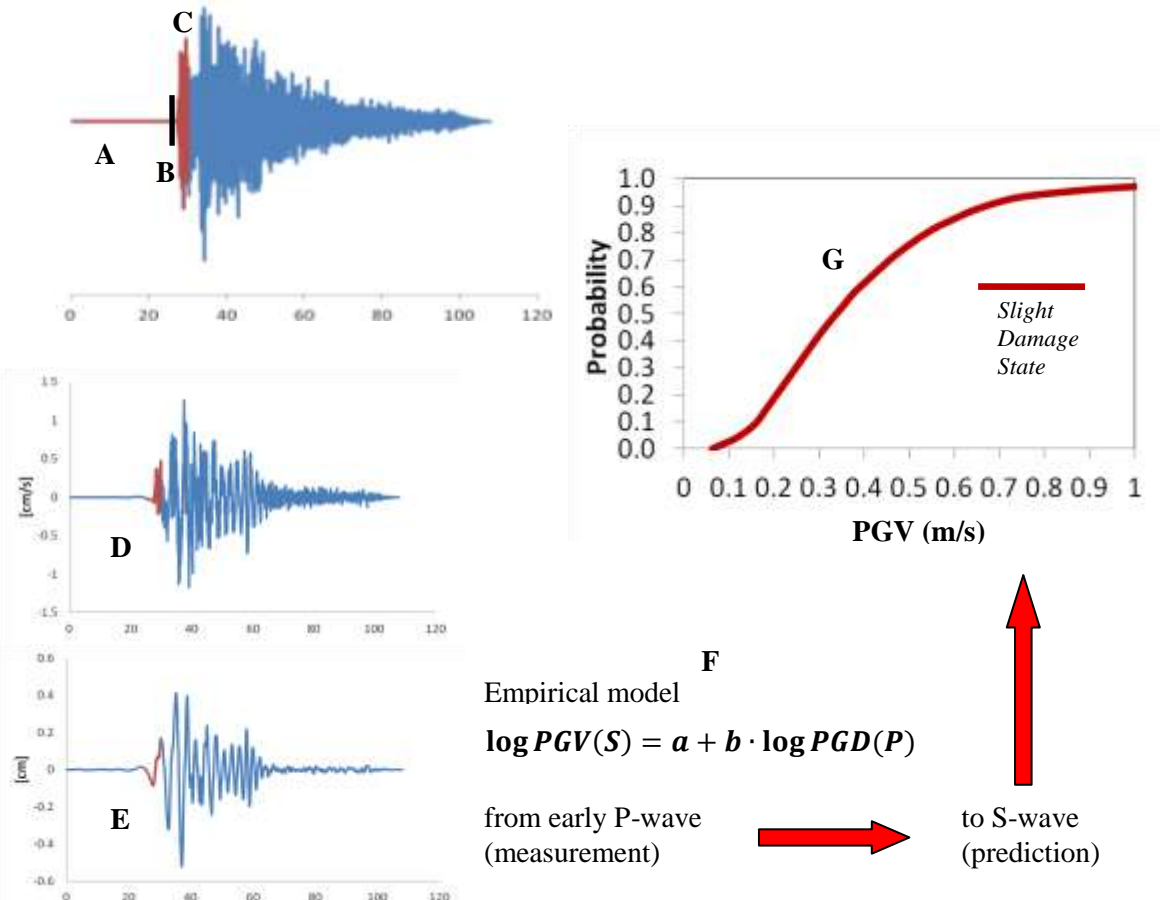 C
A
B
0 20 40 60 80 100 120
1.5
1
0.5
0
-0.5
-1
-1.5
[cm/s]
D
0 20 40 60 80 100 120
0.6
0.4
0.2
0
-0.2
-0.4
-0.6
[cm]
E
0 20 40 60 80 100 120
1.0
0.9
0.8
0.7
0.6
0.5
0.4
0.3
0.2
0.1
0.0
Probability
G
Slight
Damage
State
0 0.1 0.2 0.3 0.4 0.5 0.6 0.7 0.8 0.9 1
PGV (m/s)
F
Empirical model
log PGV(S) = a + b · log PGD(P)
from early P-wave
(measurement)
to S-wave
(prediction)